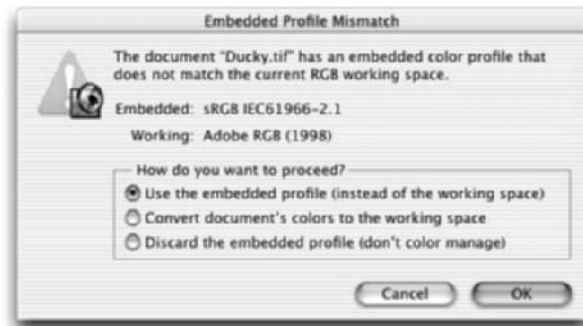 Embedded Profile Mismatch
The document "Ducky.tif" has an embedded color profile that
does not match the current RGB working space.
Embedded: sRGB IEC61966-2.1
Working: Adobe RGB (1998)
How do you want to proceed?
Use the embedded profile (instead of the working space)
Convert document's colors to the working space
Discard the embedded profile (don't color manage)
Cancel OK